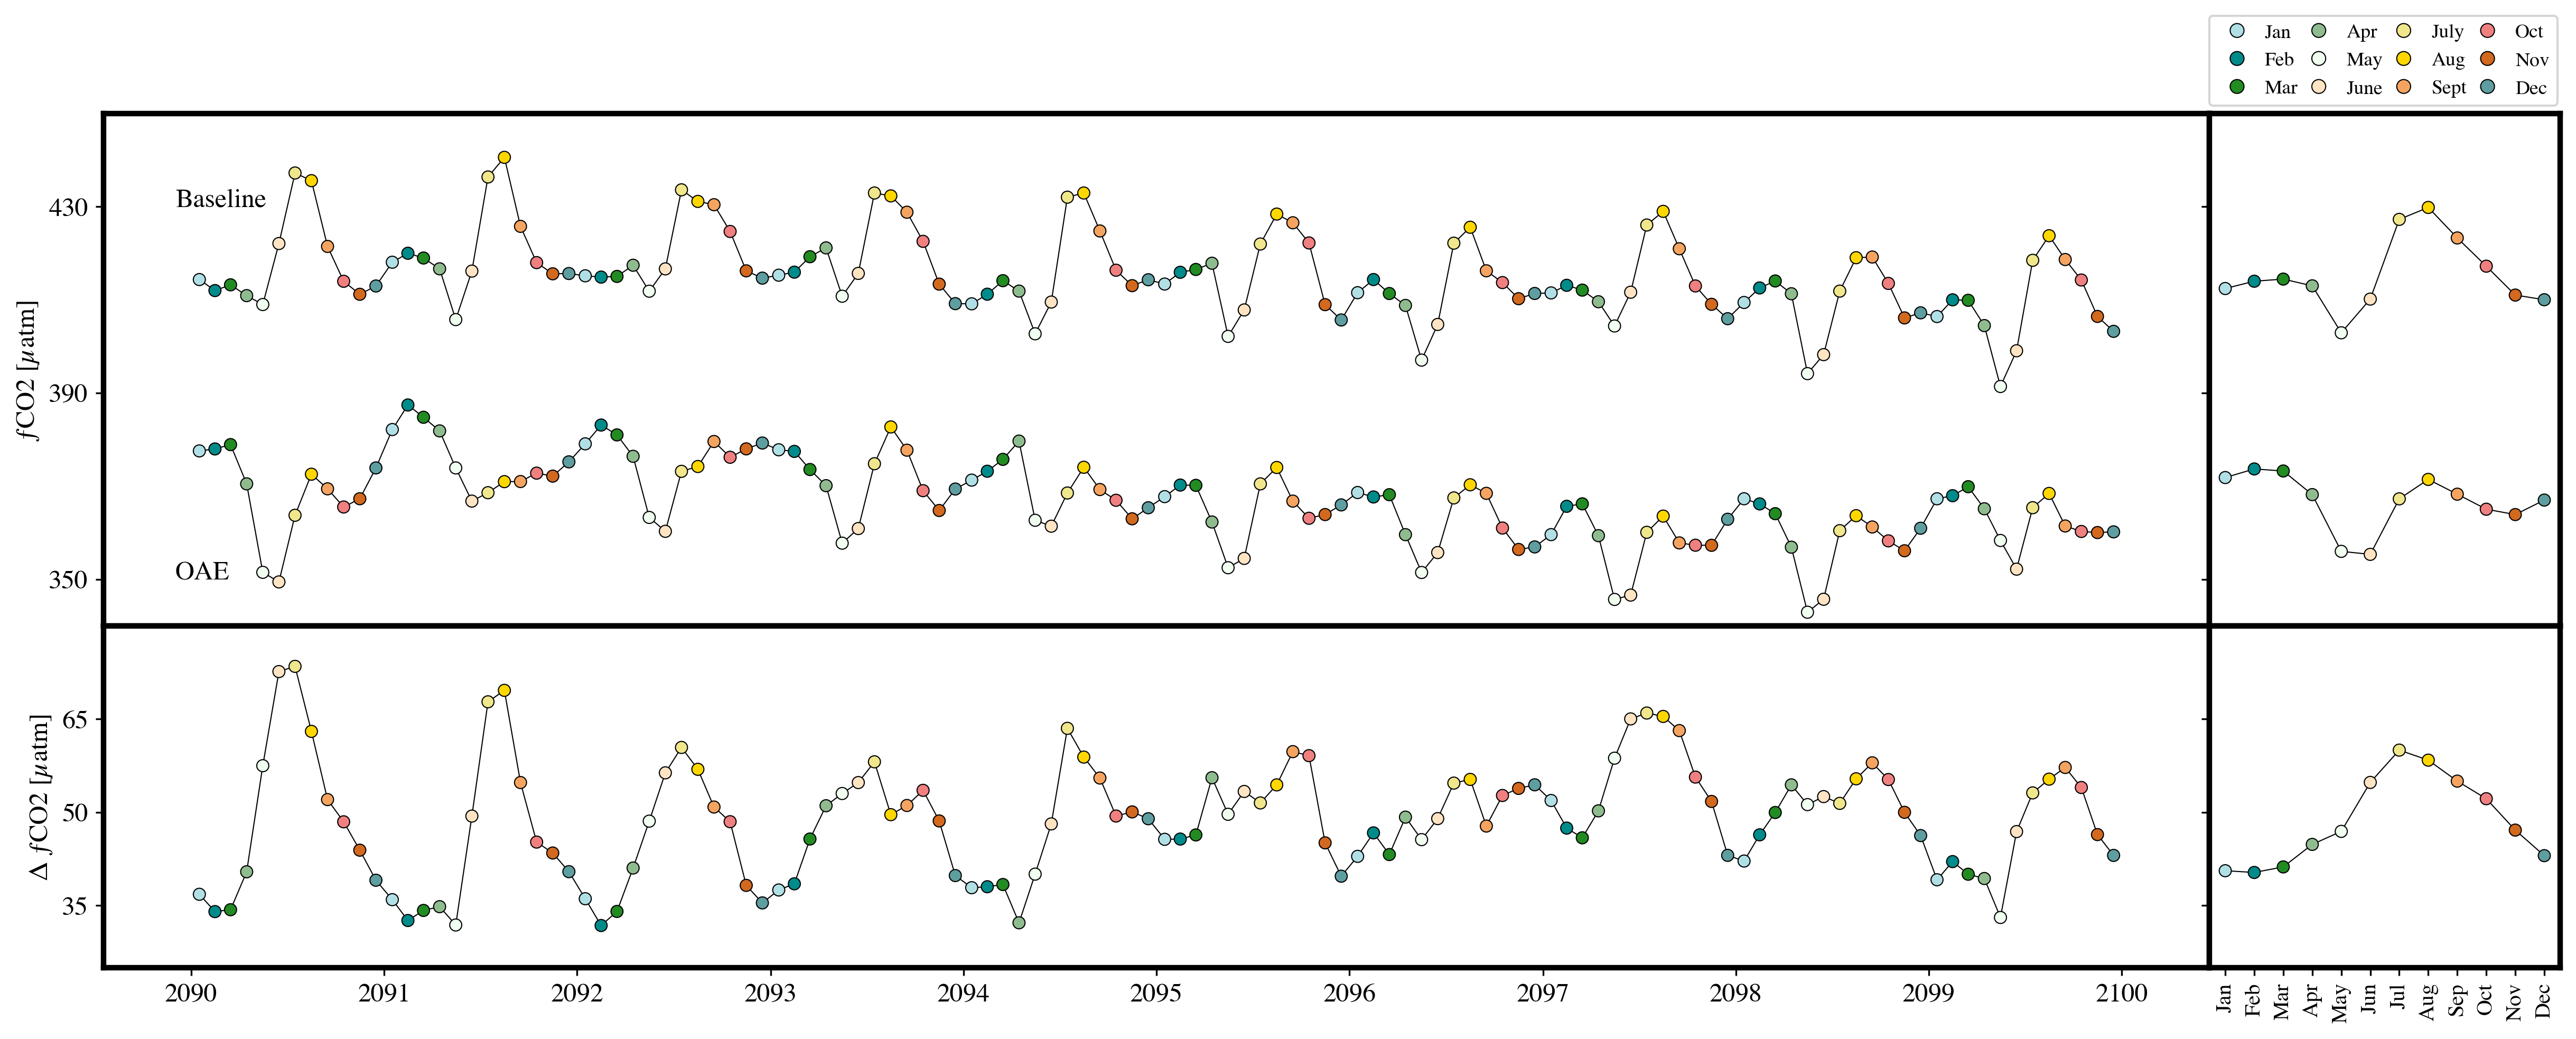 Jan Apr July Oct
Feb May Aug Nov
Mar June Sept Dec
Baseline
430
fCO2 [μatm]
390
OAE
350
Δ fCO2 [μatm]
65
50
35
2090 2091 2092 2093 2094 2095 2096 2097 2098 2099 2100
Jan Feb Mar Apr May Jun Jul Aug Sep Oct Nov Dec